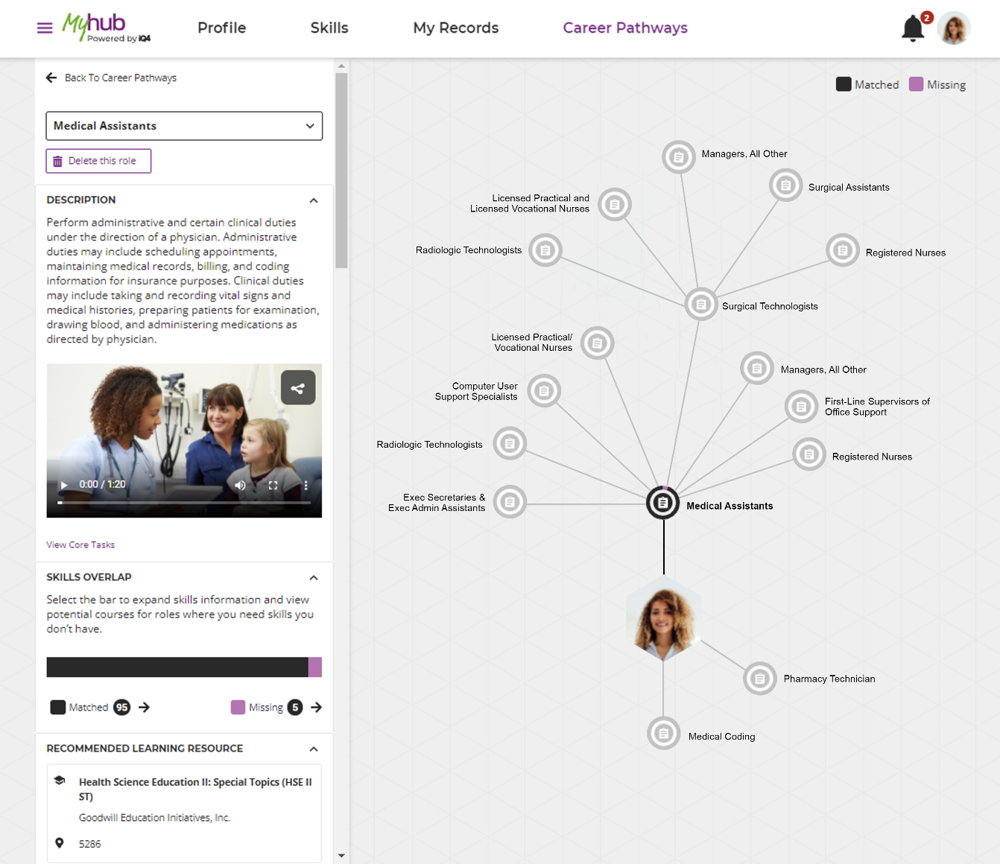 Myhub
Powered by iQ4
Profile
Skills
My Records
Career Pathways
2
Back To Career Pathways
Medical Assistants
Delete this role
DESCRIPTION
Perform administrative and certain clinical duties
under the direction of a physician. Administrative
duties may include scheduling appointments,
maintaining medical records, billing, and coding
information for insurance purposes. Clinical duties
may include taking and recording vital signs and
medical histories, preparing patients for examination,
drawing blood, and administering medications as
directed by physician.
0:00 / 1:20
View Core Tasks
SKILLS OVERLAP
Select the bar to expand skills information and view
potential courses for roles where you need skills you
don't have.
Matched 95
Missing 5
RECOMMENDED LEARNING RESOURCE
Health Science Education II: Special Topics (HSE II
ST)
Goodwill Education Initiatives, Inc.
5286
Matched
Missing
Managers, All Other
Surgical Assistants
Licensed Practical and
Licensed Vocational Nurses
Radiologic Technologists
Registered Nurses
Surgical Technologists
Licensed Practical/
Vocational Nurses
Managers, All Other
Computer User
Support Specialists
First-Line Supervisors of
Office Support
Radiologic Technologists
Registered Nurses
Exec Secretaries &
Exec Admin Assistants
Medical Assistants
Pharmacy Technician
Medical Coding